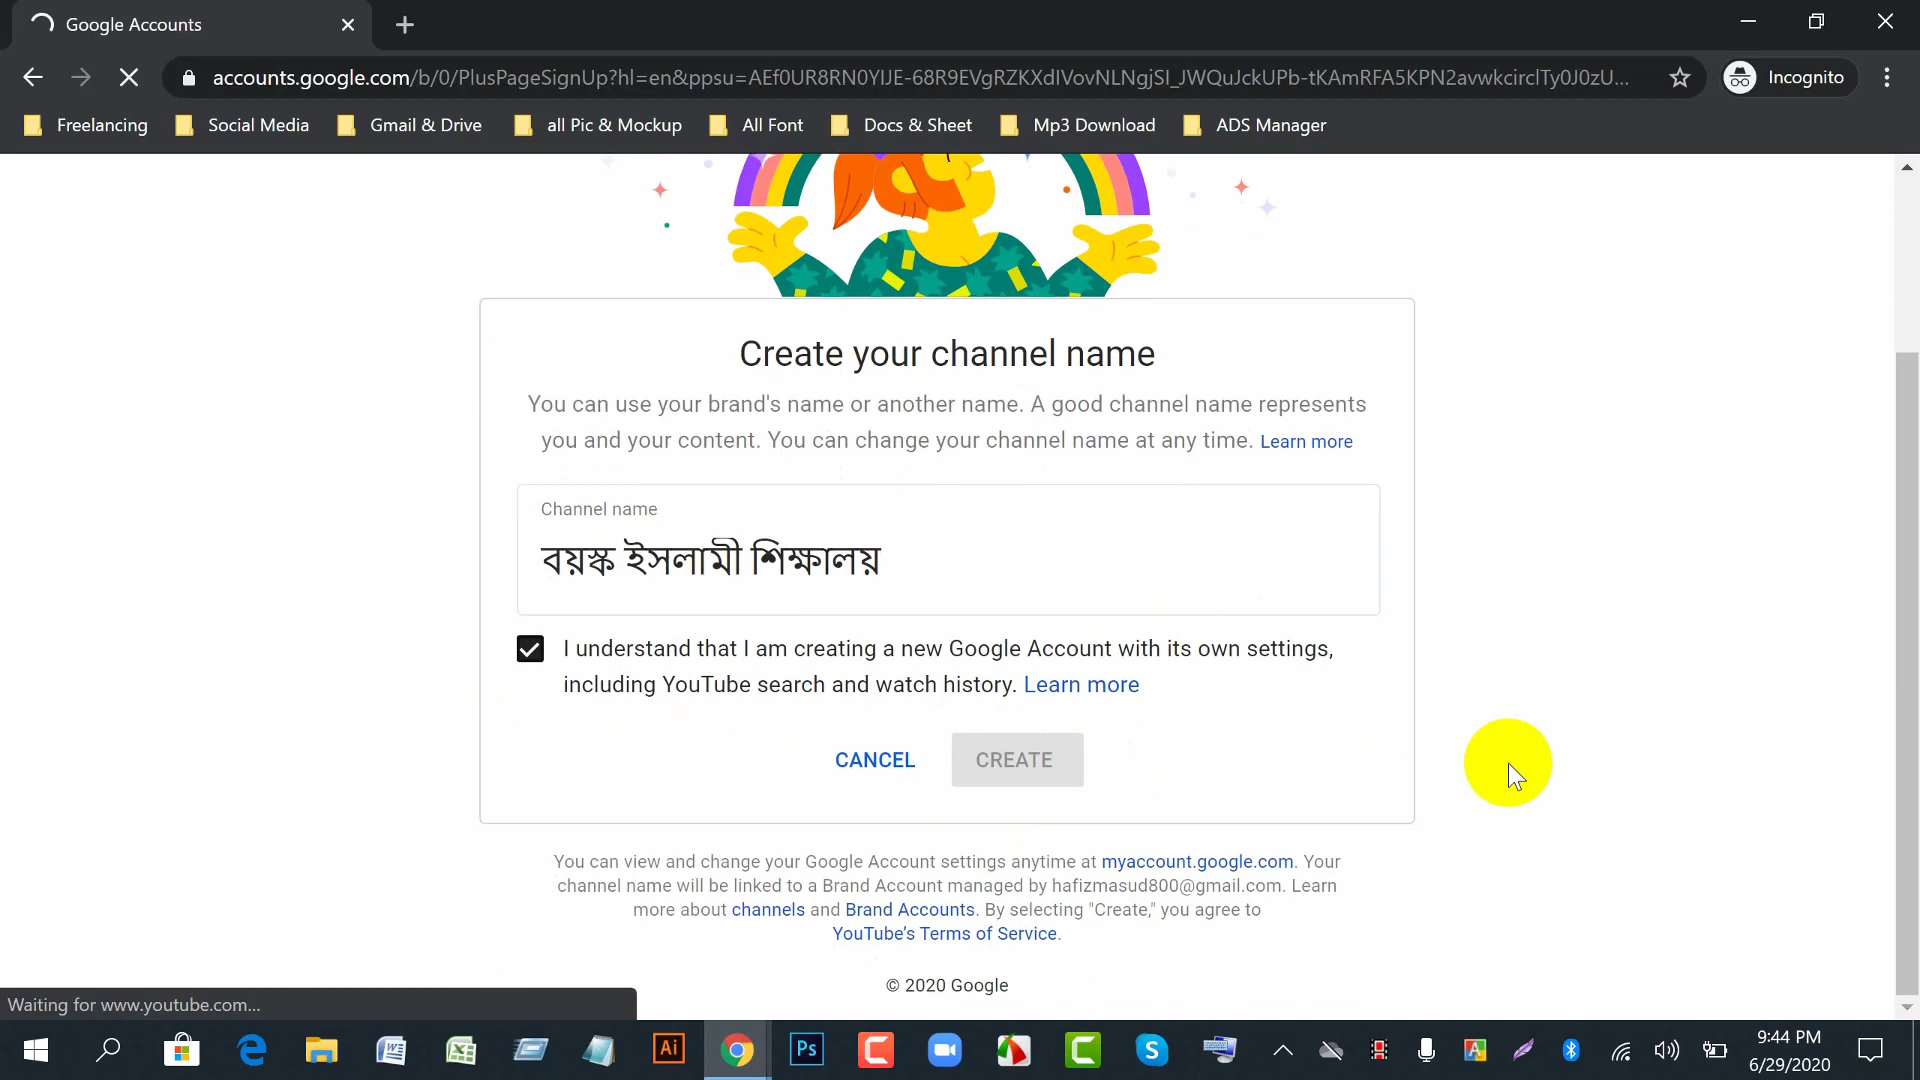 Google Accounts
accounts.google.com/b/0/PlusPageSignUp?hl=en&ppsu=AEf0UR8RN0YIJE-68R9EVgRZKXdIVovNLNgjSI_JWQuJckUPb-tKAmRFA5KPN2avwkcirclTy0J0zU...
Incognito
Freelancing Social Media Gmail & Drive all Pic & Mockup All Font Docs & Sheet Mp3 Download ADS Manager
Create your channel name
You can use your brand's name or another name. A good channel name represents
you and your content. You can change your channel name at any time. Learn more
Channel name
বয়স্ক ইসলামী শিক্ষালয়
I understand that I am creating a new Google Account with its own settings,
including YouTube search and watch history. Learn more
CANCEL CREATE
You can view and change your Google Account settings anytime at myaccount.google.com. Your
channel name will be linked to a Brand Account managed by hafizmasud800@gmail.com. Learn
more about channels and Brand Accounts. By selecting "Create," you agree to
YouTube's Terms of Service.
© 2020 Google
Waiting for www.youtube.com...
Ai
Ps
9:44 PM
6/29/2020